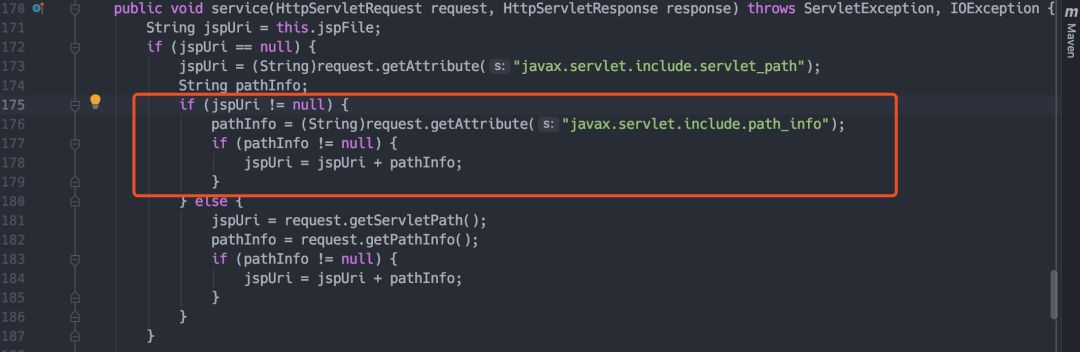 170 public void service(HttpServletRequest request, HttpServletResponse response) throws ServletException, IOException {
171 String jspUri = this.jspFile;
172 if (jspUri == null) {
173 jspUri = (String)request.getAttribute( s: "javax.servlet.include.servlet_path");
174 String pathInfo;
175 if (jspUri != null) {
176 pathInfo = (String)request.getAttribute( s: "javax.servlet.include.path_info");
177 if (pathInfo != null) {
178 jspUri = jspUri + pathInfo;
179 }
180 } else {
181 jspUri = request.getServletPath();
182 pathInfo = request.getPathInfo();
183 if (pathInfo != null) {
184 jspUri = jspUri + pathInfo;
185 }
186 }
187 }
m Maven